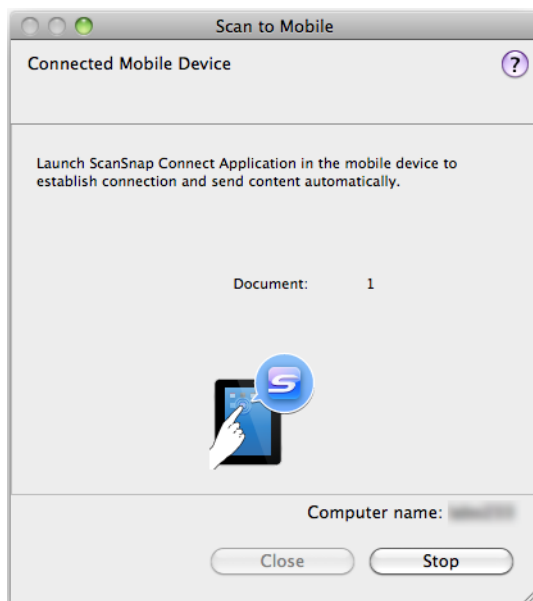 Scan to Mobile
Connected Mobile Device
?
Launch ScanSnap Connect Application in the mobile device to
establish connection and send content automatically.
Document: 1
S
Computer name:
Close
Stop